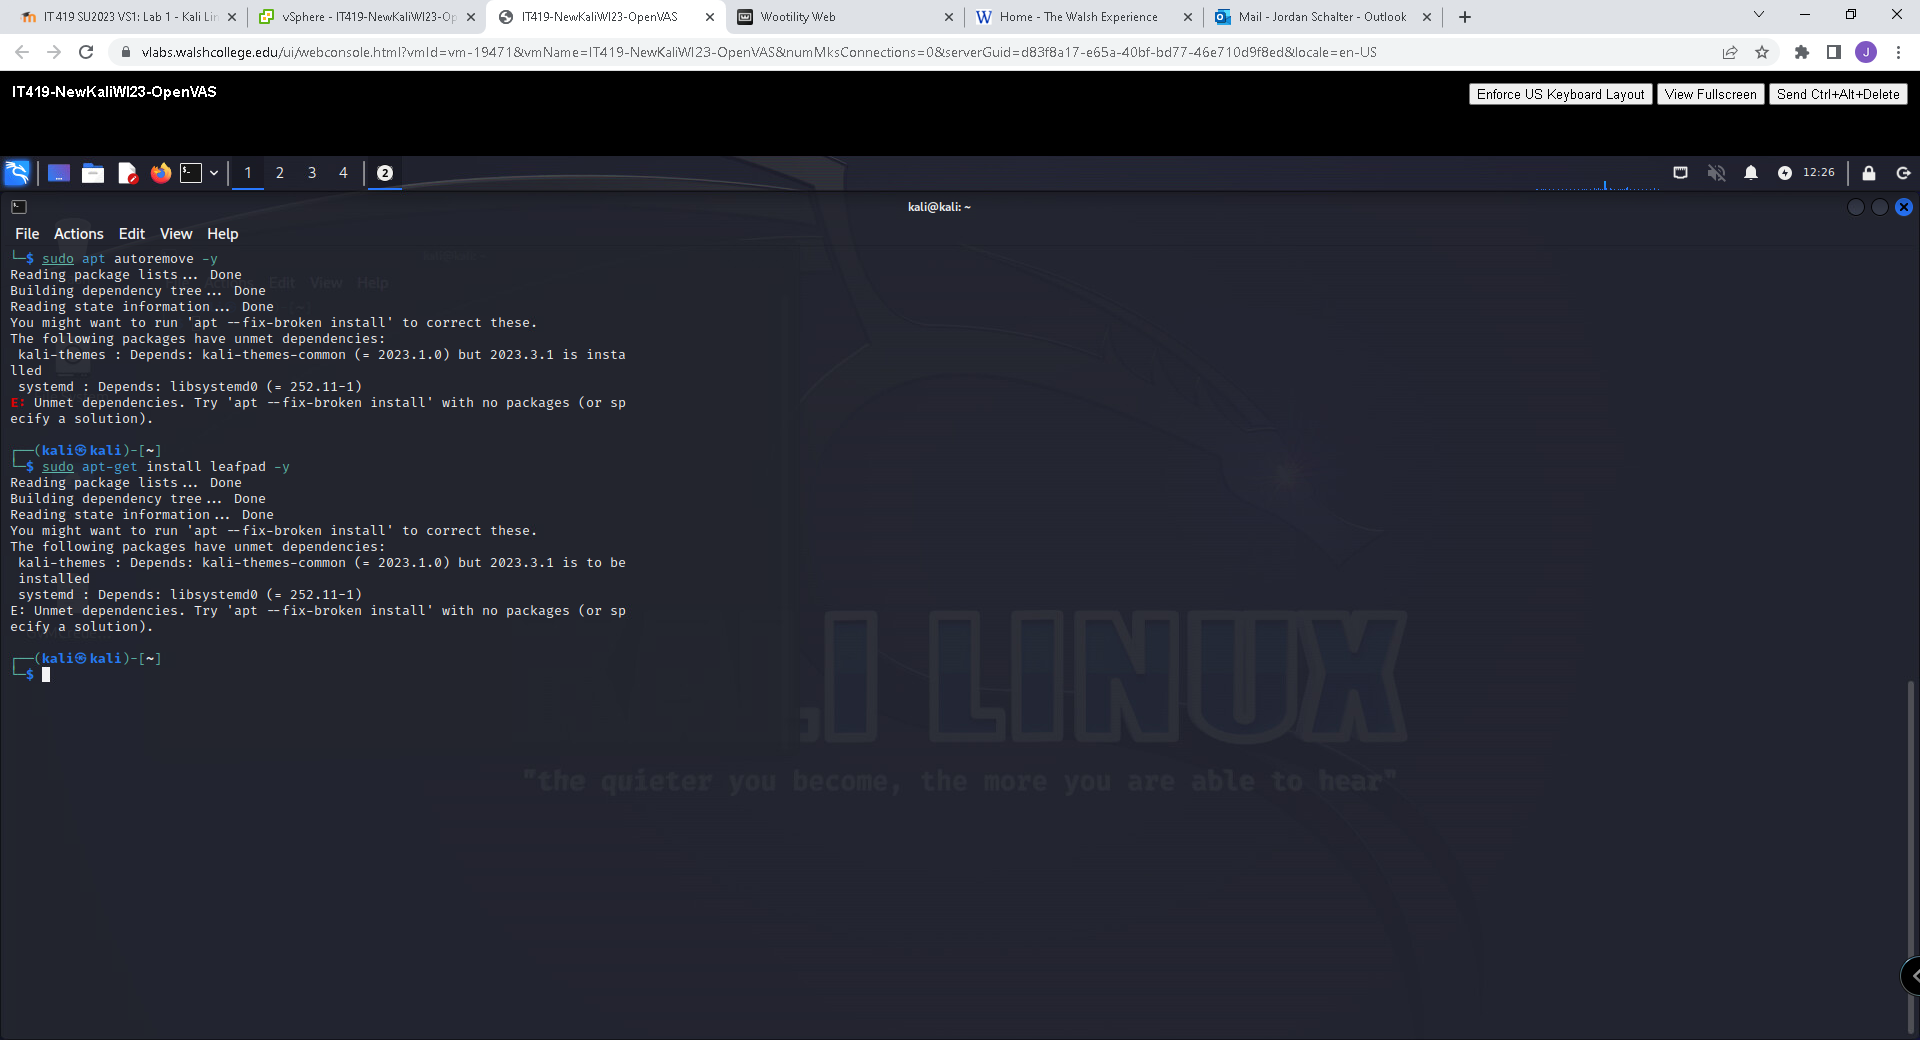 IT419 SU2023 VS1: Lab 1 - Kali Lin
vSphere - IT419-NewKaliWI23-Op
IT419-NewKaliWI23-OpenVAS
Wootility Web
Home - The Walsh Experience
Mail - Jordan Schalter - Outlook
vlabs.walshcollege.edu/ui/webconsole.html?vmId=vm-19471&vmName=IT419-NewKaliWI23-OpenVAS&numMksConnections=0&serverGuid=d83f8a17-e65a-40bf-bd77-46e710d9f8ed&locale=en-US
J
IT419-NewKaliWI23-OpenVAS
Enforce US Keyboard Layout
View Fullscreen
Send Ctrl+Alt+Delete
1 2 3 4 2
12:26
kali@kali: ~
File Actions Edit View Help
└─$ sudo apt autoremove -y
Reading package lists... Done
Building dependency tree... Done
Reading state information... Done
You might want to run 'apt --fix-broken install' to correct these.
The following packages have unmet dependencies:
 kali-themes : Depends: kali-themes-common (= 2023.1.0) but 2023.3.1 is insta
lled
 systemd : Depends: libsystemd0 (= 252.11-1)
E: Unmet dependencies. Try 'apt --fix-broken install' with no packages (or sp
ecify a solution).
┌──(kali㉿kali)-[~]
└─$ sudo apt-get install leafpad -y
Reading package lists... Done
Building dependency tree... Done
Reading state information... Done
You might want to run 'apt --fix-broken install' to correct these.
The following packages have unmet dependencies:
 kali-themes : Depends: kali-themes-common (= 2023.1.0) but 2023.3.1 is to be
 installed
 systemd : Depends: libsystemd0 (= 252.11-1)
E: Unmet dependencies. Try 'apt --fix-broken install' with no packages (or sp
ecify a solution).
┌──(kali㉿kali)-[~]
└─$
LI LINUX
"the quieter you become, the more you are able to hear"